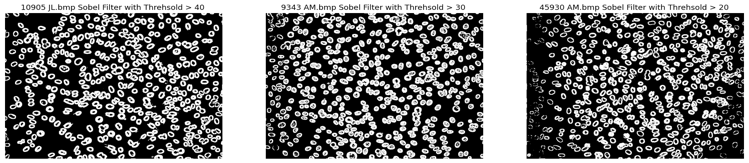 10905 JL.bmp Sobel Filter with Threhsold > 40
9343 AM.bmp Sobel Filter with Threhsold > 30
45930 AM.bmp Sobel Filter with Threhsold > 20